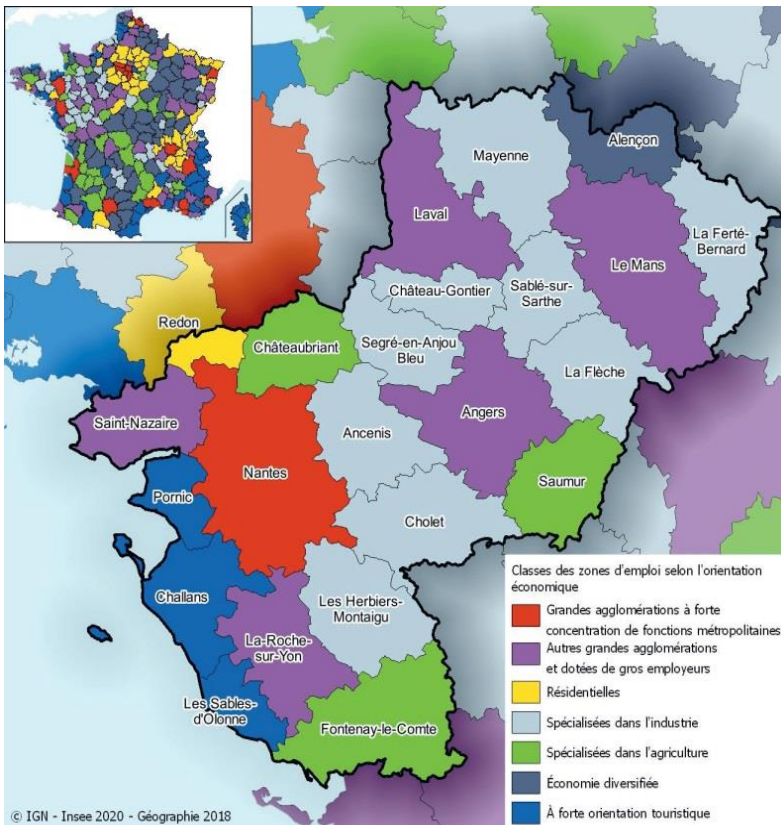 Mayenne
Alençon
Laval
La Ferté-
Bernard
Le Mans
Château-Gontier
Sablé-sur-
Sarthe
Redon
Châteaubriant
Segré-en-Anjou
Bleu
La Flèche
Saint-Nazaire
Ancenis
Angers
Nantes
Saumur
Pornic
Cholet
Challans
Les Herbiers-
Montaigu
La-Roche-
sur-Yon
Les Sables-
d'Olonne
Fontenay-le-Comte
Classes des zones d'emploi selon l'orientation
économique
Grandes agglomérations à forte
concentration de fonctions métropolitaines
Autres grandes agglomérations
et dotées de gros employeurs
Résidentielles
Spécialisées dans l'industrie
Spécialisées dans l'agriculture
Économie diversifiée
À forte orientation touristique
© IGN - Insee 2020 - Géographie 2018